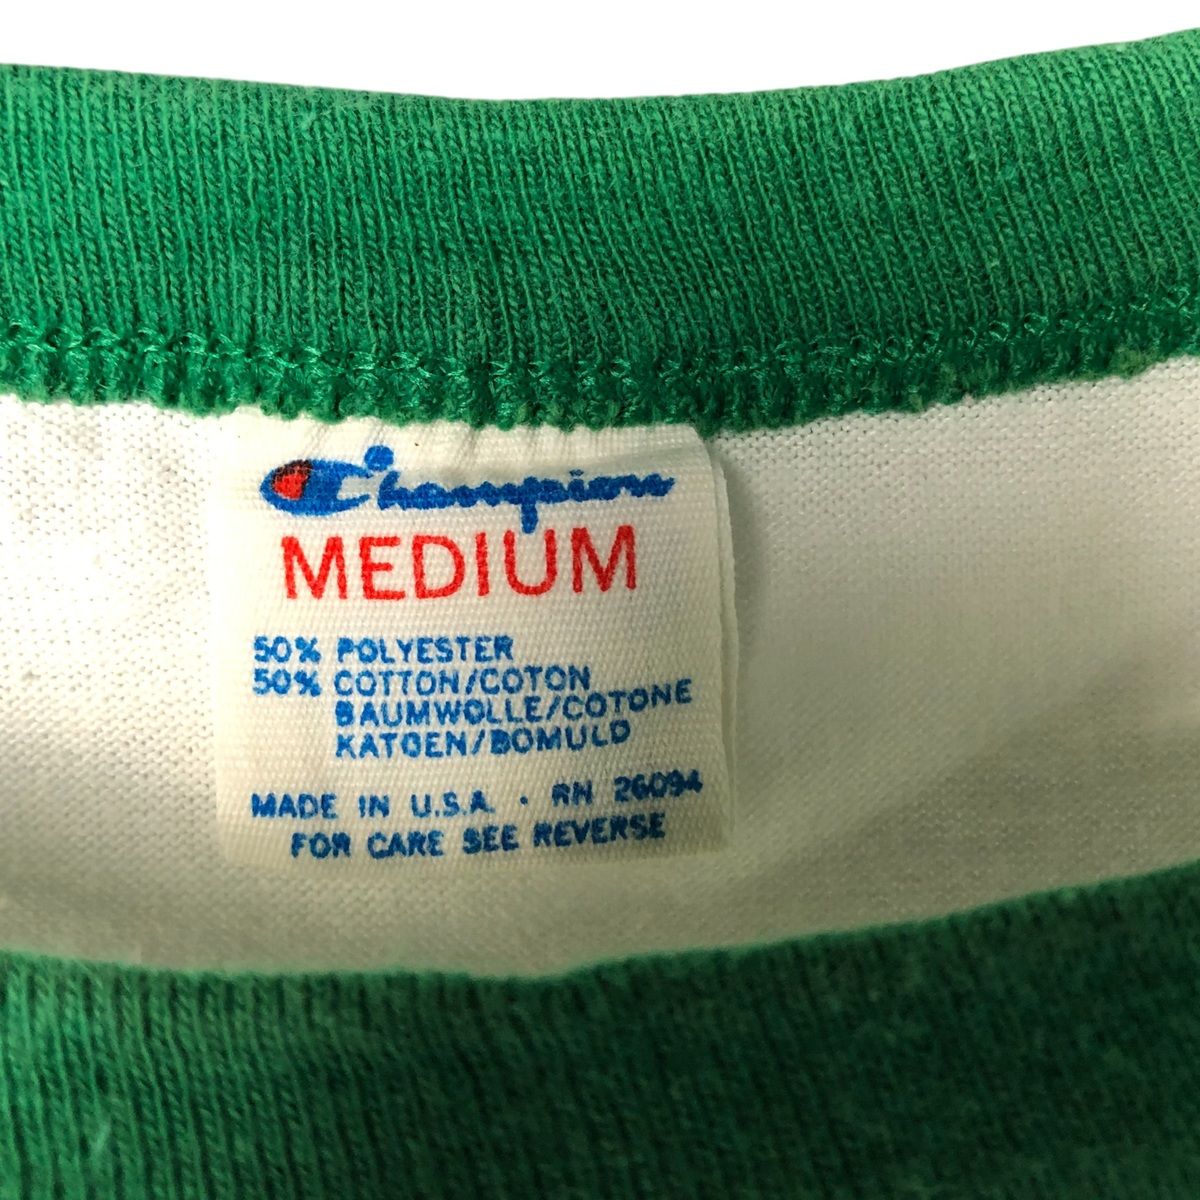 Champion
MEDIUM
50% POLYESTER
50% COTTON/COTON
BAUMWOLLE/COTONE
KATOEN/BOMULD
MADE IN U.S.A. · RN 26094
FOR CARE SEE REVERSE